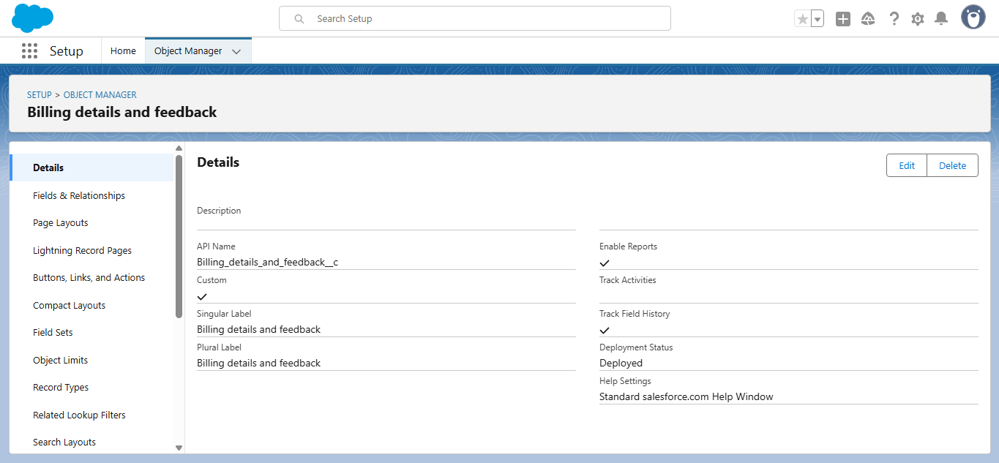 Search Setup
Setup
Home
Object Manager
SETUP > OBJECT MANAGER
Billing details and feedback
Details
Fields & Relationships
Page Layouts
Lightning Record Pages
Buttons, Links, and Actions
Compact Layouts
Field Sets
Object Limits
Record Types
Related Lookup Filters
Search Layouts
Details
Edit
Delete
Description
API Name
Billing_details_and_feedback__c
Custom
Singular Label
Billing details and feedback
Plural Label
Billing details and feedback
Enable Reports
Track Activities
Track Field History
Deployment Status
Deployed
Help Settings
Standard salesforce.com Help Window